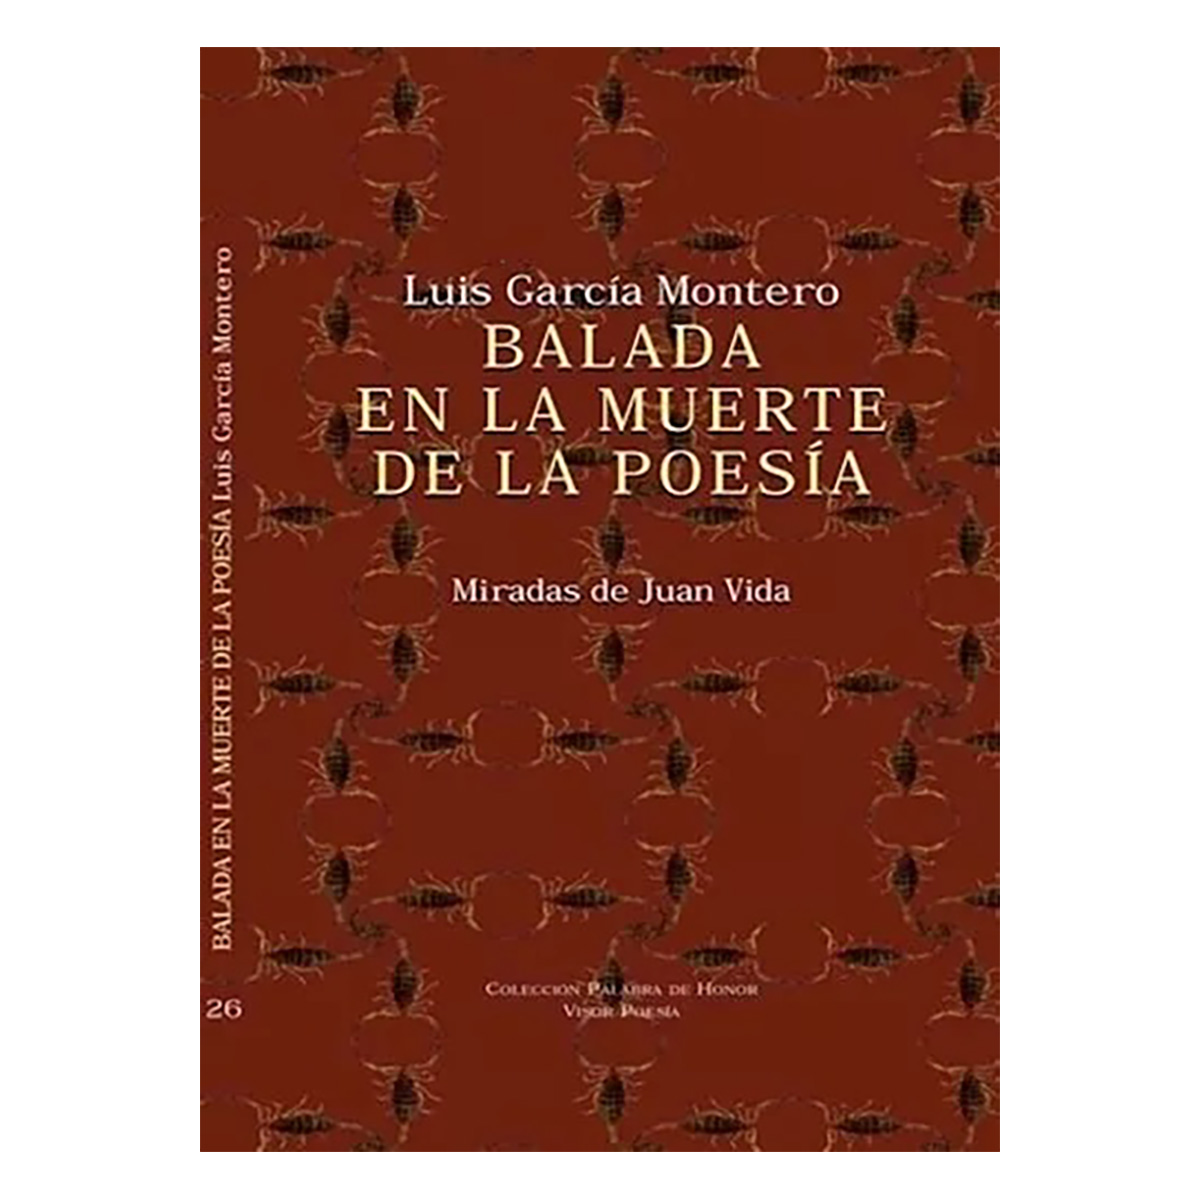 BALADA EN LA MUERTE DE LA POESÍA Luis García Montero
26
Luis García Montero
BALADA
EN LA MUERTE
DE LA POESÍA
Miradas de Juan Vida
Colección Palabra de Honor
Visor Poesía